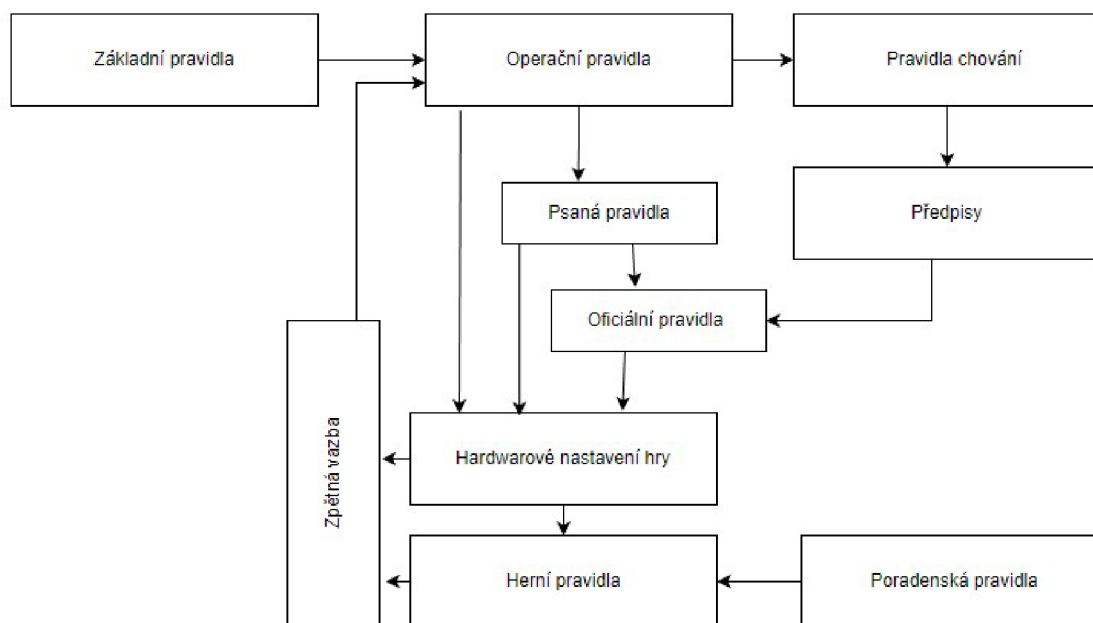 Základní pravidla
Operační pravidla
Pravidla chování
Psaná pravidla
Předpisy
Oficiální pravidla
Zpětná vazba
Hardwarové nastavení hry
Herní pravidla
Poradenská pravidla